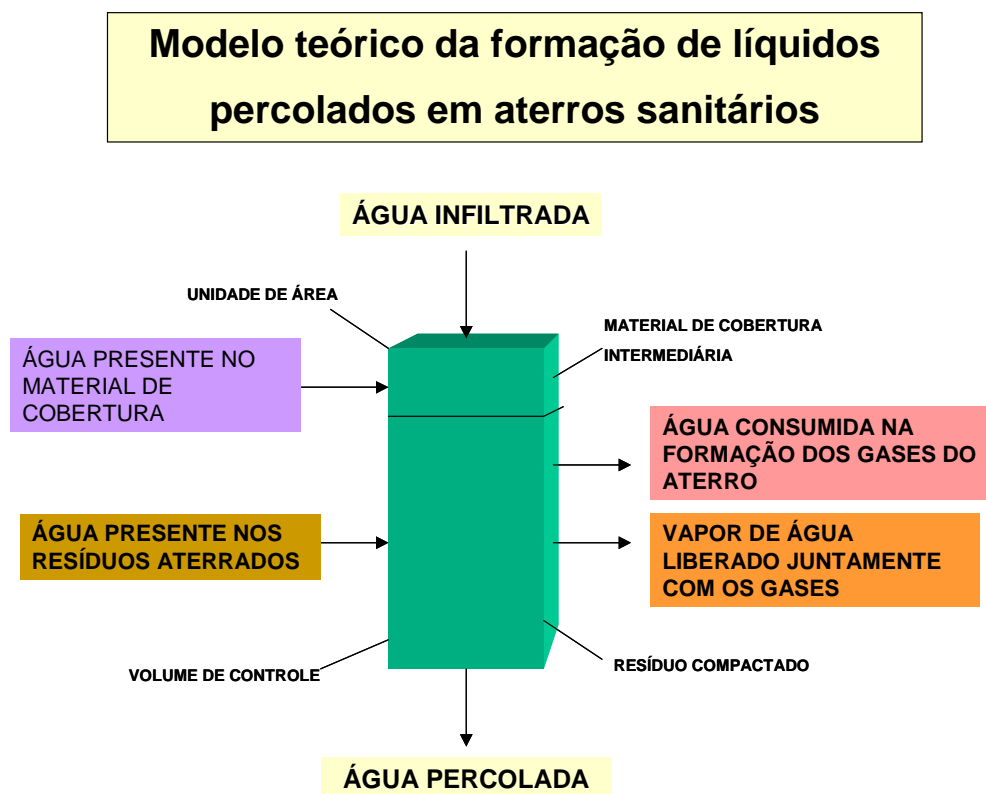 Modelo teórico da formação de líquidos
percolados em aterros sanitários
ÁGUA INFILTRADA
UNIDADE DE ÁREA
MATERIAL DE COBERTURA
INTERMEDIÁRIA
ÁGUA PRESENTE NO
MATERIAL DE
COBERTURA
ÁGUA CONSUMIDA NA
FORMAÇÃO DOS GASES DO
ATERRO
ÁGUA PRESENTE NOS
RESÍDUOS ATERRADOS
VAPOR DE ÁGUA
LIBERADO JUNTAMENTE
COM OS GASES
VOLUME DE CONTROLE
RESÍDUO COMPACTADO
ÁGUA PERCOLADA